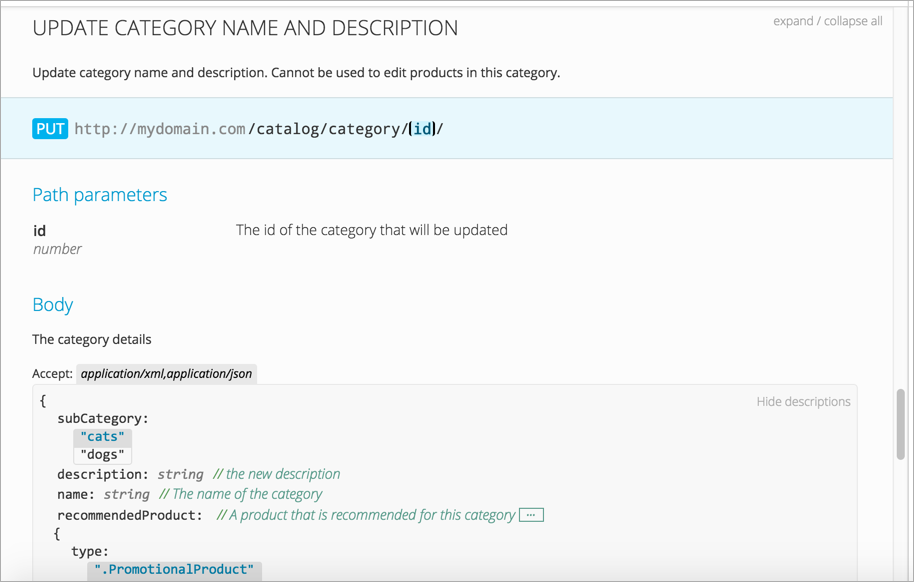 UPDATE CATEGORY NAME AND DESCRIPTION
expand / collapse all
Update category name and description. Cannot be used to edit products in this category.
PUT http://mydomain.com/catalog/category/{id}/
Path parameters
id The id of the category that will be updated
number
Body
The category details
Accept: application/xml,application/json
{ Hide descriptions
subCategory:
"cats"
"dogs"
description: string // the new description
name: string // The name of the category
recommendedProduct: // A product that is recommended for this category ...
{
type:
".PromotionalProduct"